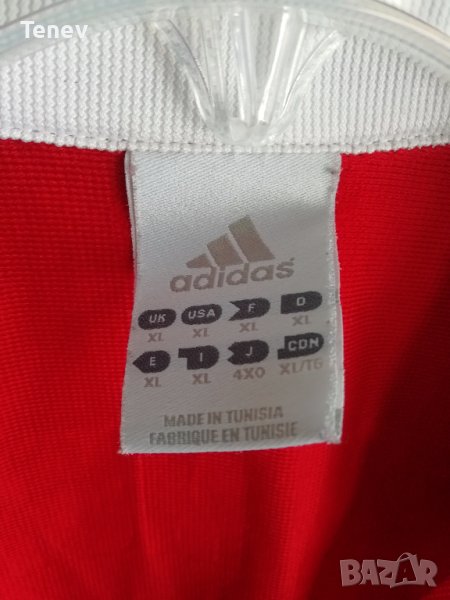 Tenev
adidas
UK USA F D
XL XL XL XL
E I J CDN
XL XL 4XO XL/TG
MADE IN TUNISIA
FABRIQUE EN TUNISIE
BAZAR